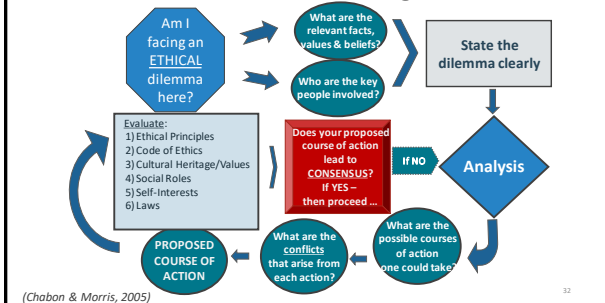 Am I
facing an
ETHICAL
dilemma
here?
What are the
relevant facts,
values & beliefs?
Who are the key
people involved?
State the
dilemma clearly
Analysis
What are the
possible courses
of action
one could take?
What are the
conflicts
that arise from
each action?
PROPOSED
COURSE OF
ACTION
Evaluate:
1) Ethical Principles
2) Code of Ethics
3) Cultural Heritage/Values
4) Social Roles
5) Self-Interests
6) Laws
Does your proposed
course of action
lead to
CONSENSUS?
If YES –
then proceed ...
If NO
(Chabon & Morris, 2005)
32